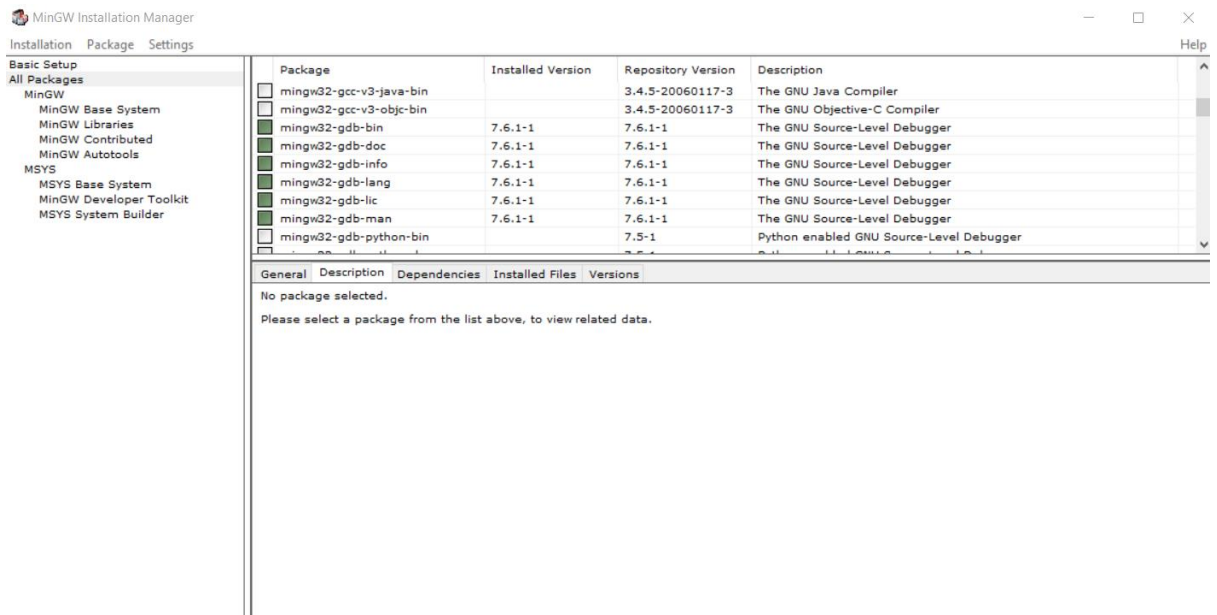 MinGW Installation Manager
Installation Package Settings Help
Basic Setup
All Packages
MinGW
MinGW Base System
MinGW Libraries
MinGW Contributed
MinGW Autotools
MSYS
MSYS Base System
MinGW Developer Toolkit
MSYS System Builder
Package Installed Version Repository Version Description
mingw32-gcc-v3-java-bin 3.4.5-20060117-3 The GNU Java Compiler
mingw32-gcc-v3-objc-bin 3.4.5-20060117-3 The GNU Objective-C Compiler
mingw32-gdb-bin 7.6.1-1 7.6.1-1 The GNU Source-Level Debugger
mingw32-gdb-doc 7.6.1-1 7.6.1-1 The GNU Source-Level Debugger
mingw32-gdb-info 7.6.1-1 7.6.1-1 The GNU Source-Level Debugger
mingw32-gdb-lang 7.6.1-1 7.6.1-1 The GNU Source-Level Debugger
mingw32-gdb-lic 7.6.1-1 7.6.1-1 The GNU Source-Level Debugger
mingw32-gdb-man 7.6.1-1 7.6.1-1 The GNU Source-Level Debugger
mingw32-gdb-python-bin 7.5-1 Python enabled GNU Source-Level Debugger
General Description Dependencies Installed Files Versions
No package selected.
Please select a package from the list above, to view related data.